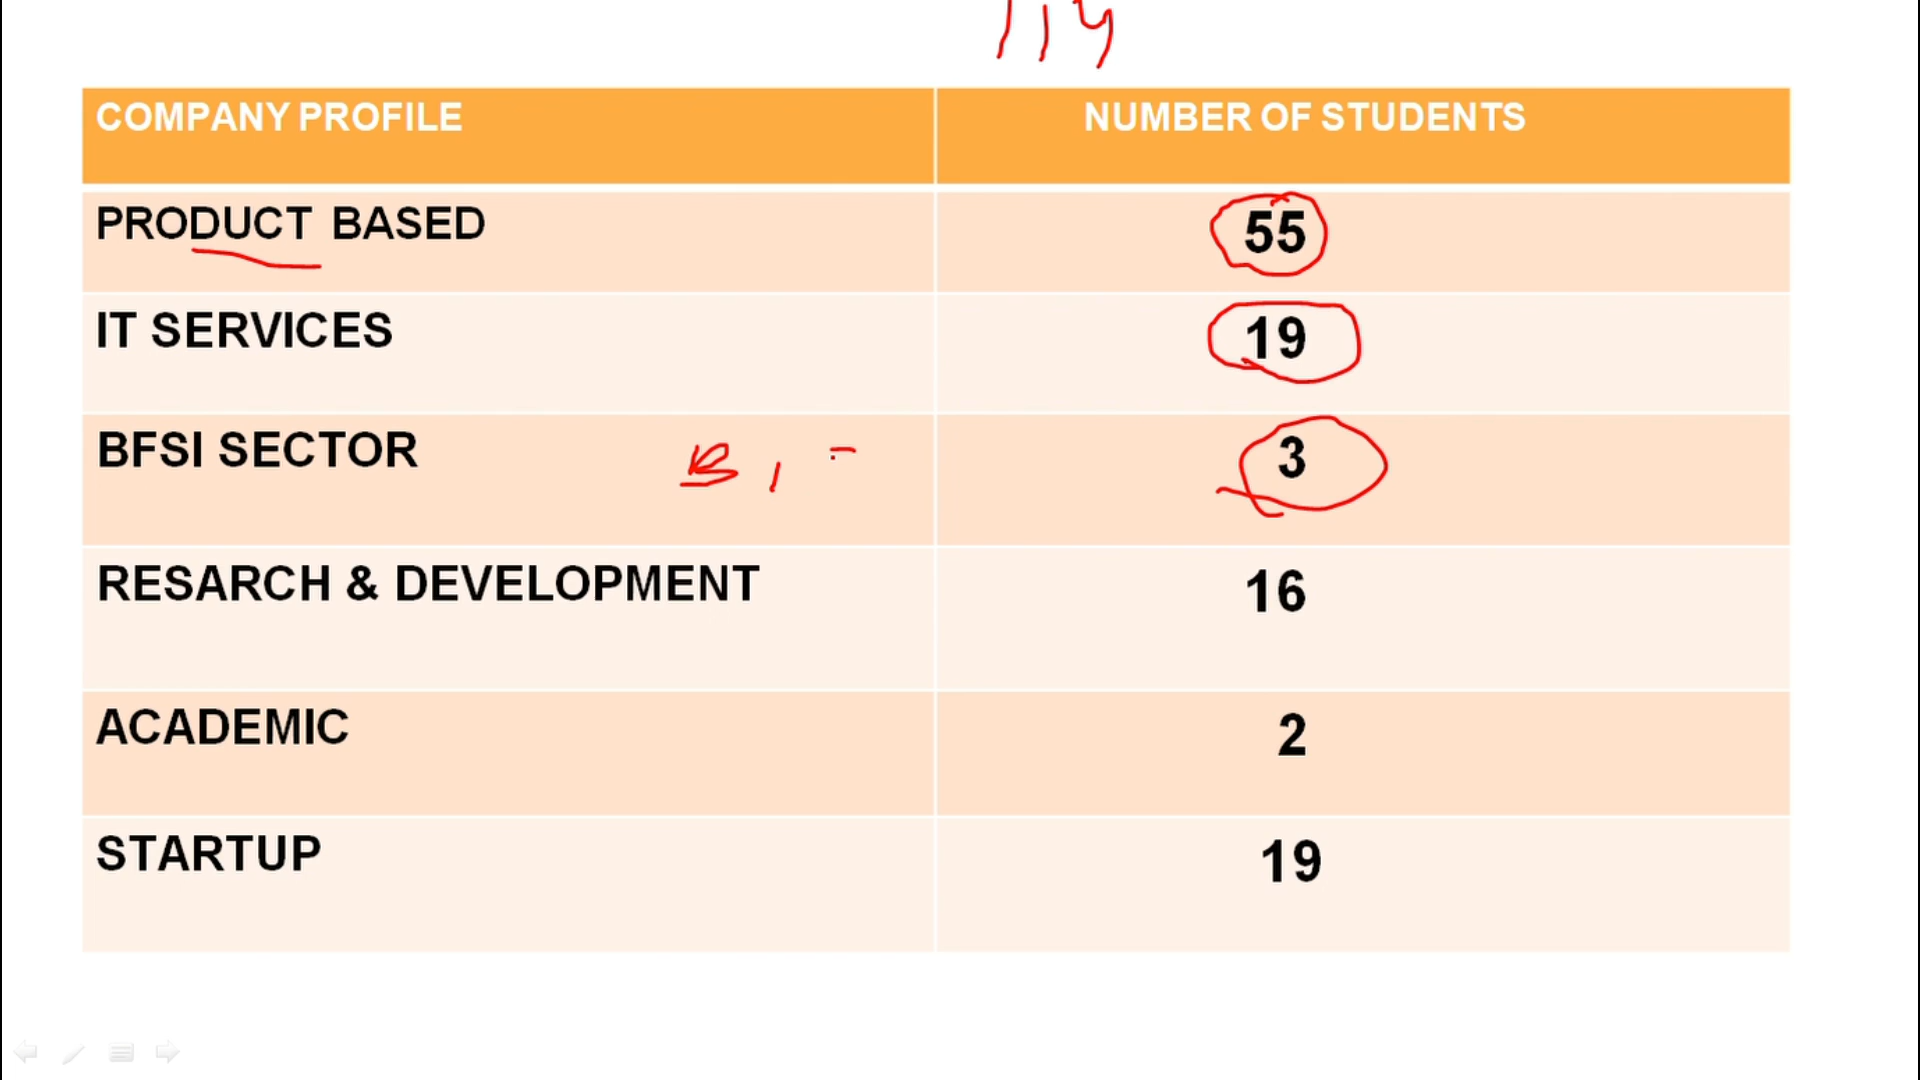 114
COMPANY PROFILE NUMBER OF STUDENTS
PRODUCT BASED 55
IT SERVICES 19
BFSI SECTOR B, 3
RESARCH & DEVELOPMENT 16
ACADEMIC 2
STARTUP 19